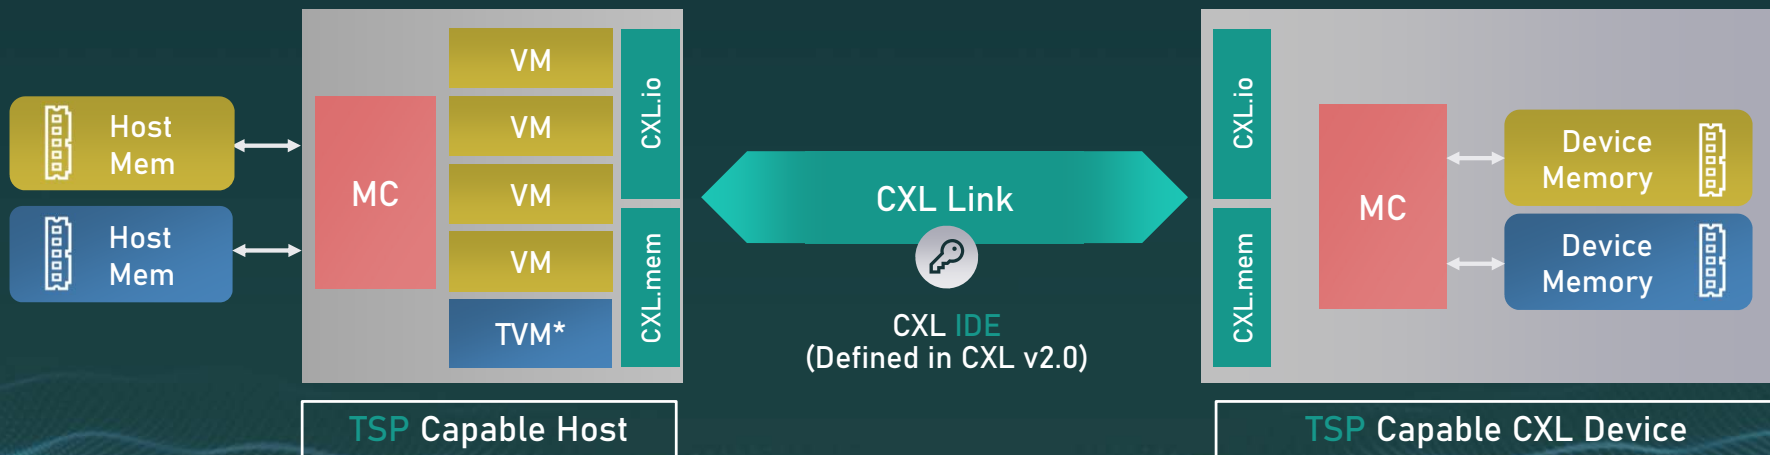 Host
Mem
Host
Mem
MC
VM
VM
VM
VM
TVM*
CXL.io
CXL.mem
TSP Capable Host
CXL Link
CXL IDE
(Defined in CXL v2.0)
CXL.io
CXL.mem
MC
Device
Memory
Device
Memory
TSP Capable CXL Device